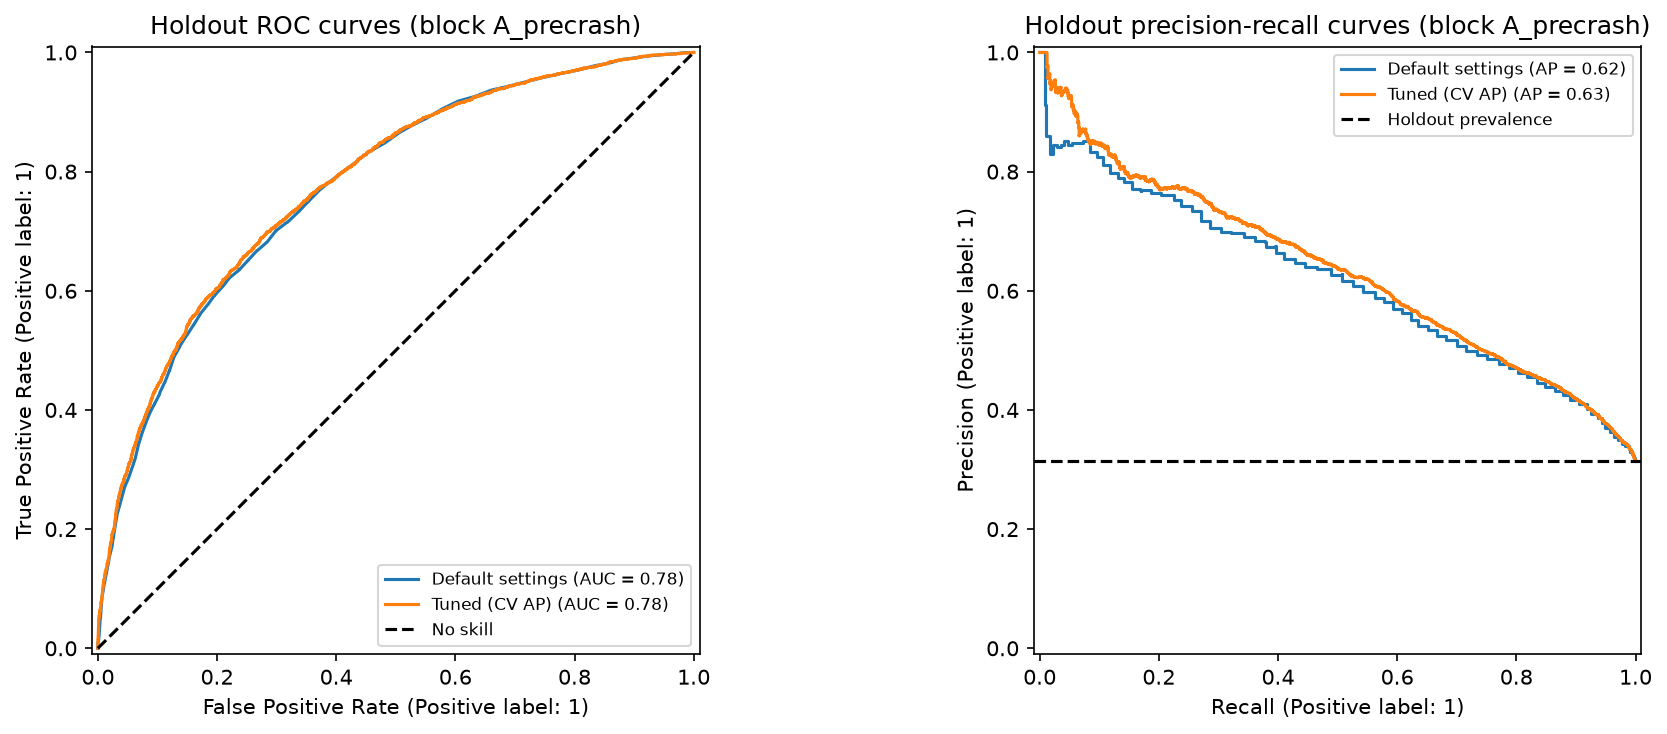 Holdout ROC curves (block A_precrash)
True Positive Rate (Positive label: 1)
1.0
0.8
0.6
0.4
0.2
0.0
Default settings (AUC = 0.78)
Tuned (CV AP) (AUC = 0.78)
No skill
0.0 0.2 0.4 0.6 0.8 1.0
False Positive Rate (Positive label: 1)
Holdout precision-recall curves (block A_precrash)
Precision (Positive label: 1)
1.0
0.8
0.6
0.4
0.2
0.0
Default settings (AP = 0.62)
Tuned (CV AP) (AP = 0.63)
Holdout prevalence
0.0 0.2 0.4 0.6 0.8 1.0
Recall (Positive label: 1)